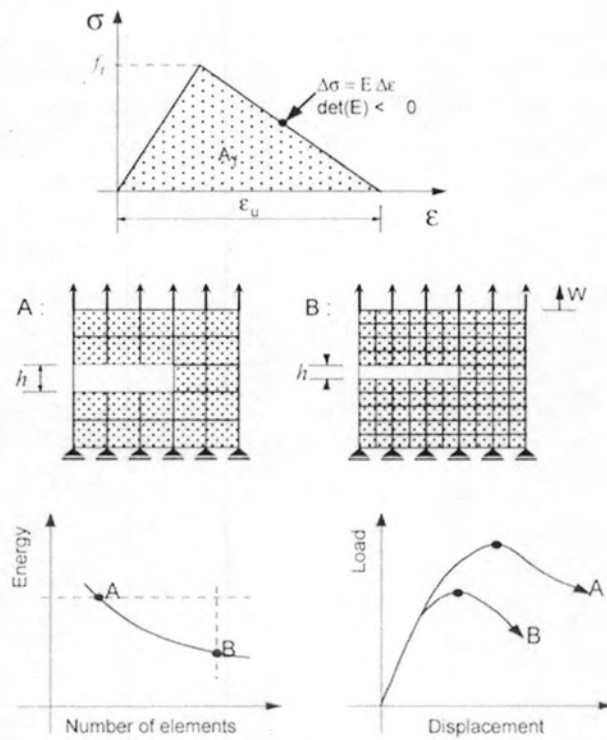 σ
f_t
Δσ = E Δε
det(E) < 0
A_f
ε_u
ε
A :
B :
w
h
h
Energy
A
B
Number of elements
Load
A
B
Displacement